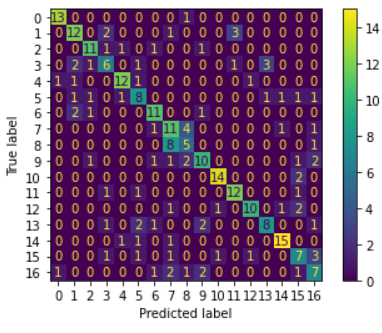 0 13 0 0 0 0 0 0 0 1 0 0 0 0 0 0 0 0
1 0 12 0 2 0 0 0 1 0 0 0 3 0 0 0 0 0
2 0 0 11 1 1 0 1 0 0 1 0 0 0 0 0 0 0
3 0 2 1 6 0 1 0 0 0 0 0 1 0 3 0 0 0
4 1 1 0 0 12 1 0 0 0 0 0 0 1 0 0 0 0
5 0 1 1 0 1 8 0 0 0 0 0 0 0 0 1 1 1
6 0 2 1 0 0 0 11 0 0 1 0 0 0 0 0 0 0
7 0 0 0 0 0 0 1 11 4 0 0 0 0 0 1 0 1
8 0 0 0 0 0 0 0 8 5 0 0 0 0 0 0 0 1
9 0 0 1 0 0 0 1 1 2 10 0 0 0 0 0 1 2
10 0 0 0 0 0 0 0 0 0 0 14 0 0 0 0 2 0
11 0 0 0 1 0 1 0 0 0 0 0 12 0 0 0 2 0
12 0 0 0 0 0 0 0 1 0 0 1 0 10 0 1 2 0
13 0 0 0 1 0 2 1 0 0 2 0 0 0 8 0 0 0
14 0 0 0 0 1 1 0 1 0 0 0 0 0 0 15 0 0
15 0 0 0 0 0 1 0 1 0 0 1 0 1 0 0 7 3
16 1 0 0 0 0 0 1 2 1 2 0 0 0 0 0 1 7
0 1 2 3 4 5 6 7 8 9 10 11 12 13 14 15 16
Predicted label
True label
14
12
10
8
6
4
2
0